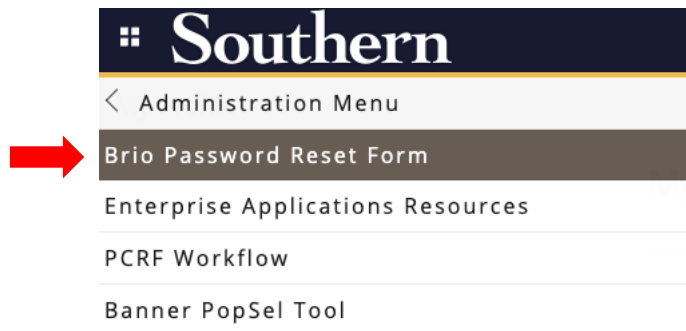 Southern
Administration Menu
Brio Password Reset Form
Enterprise Applications Resources
PCRF Workflow
Banner PopSel Tool